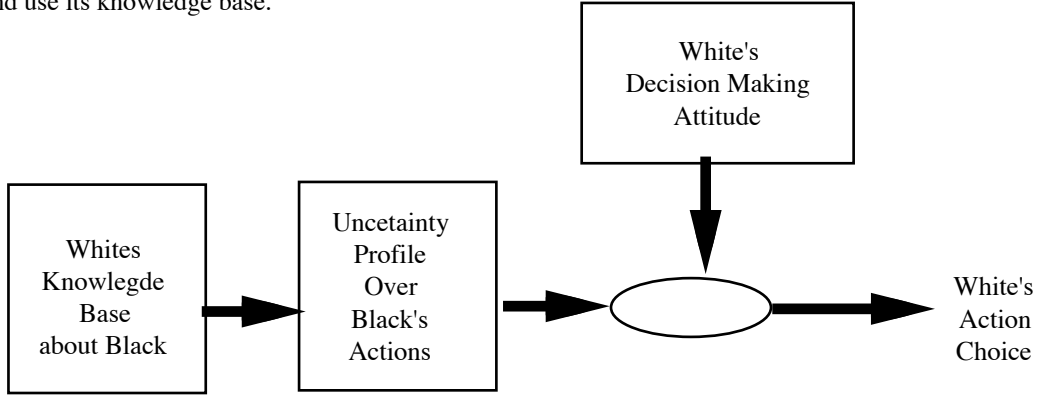 nd use its knowledge base.
White's
Decision Making
Attitude
Whites
Knowlegde
Base
about Black
Uncetainty
Profile
Over
Black's
Actions
White's
Action
Choice